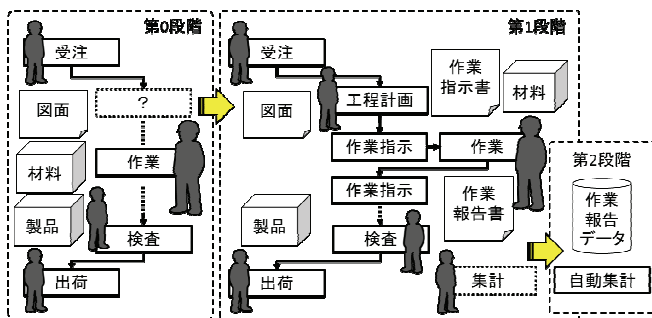 第0段階
受注
?
図面
作業
材料
製品
検査
出荷
第1段階
受注
作業
指示書
材料
図面
工程計画
作業指示
作業
作業指示
作業
報告書
製品
検査
出荷
集計
第2段階
作業
報告
データ
自動集計